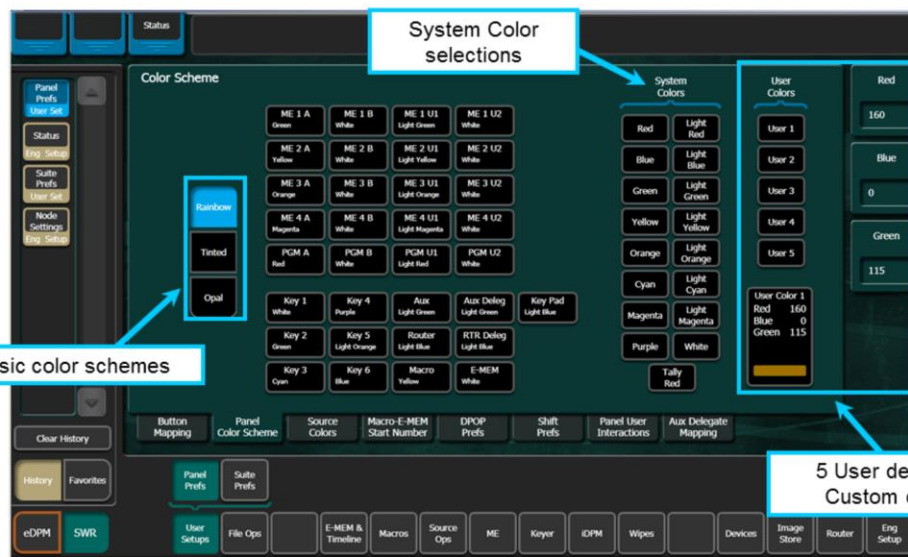 Status
System Color
selections
Color Scheme
Panel
Prefs
User Set
Status
Eng Setup
Suite
Prefs
User Set
Node
Settings
Eng Setup
Rainbow
Tinted
Opal
ME 1 A
Green
ME 1 B
White
ME 1 U1
Light Green
ME 1 U2
White
ME 2 A
Yellow
ME 2 B
White
ME 2 U1
Light Yellow
ME 2 U2
White
ME 3 A
Orange
ME 3 B
White
ME 3 U1
Light Orange
ME 3 U2
White
ME 4 A
Magenta
ME 4 B
White
ME 4 U1
Light Magenta
ME 4 U2
White
PGM A
Red
PGM B
White
PGM U1
Light Red
PGM U2
White
Key 1
White
Key 4
Purple
Aux
Light Green
Aux Deleg
Light Green
Key Pad
Light Blue
Key 2
Green
Key 5
Light Orange
Router
Light Blue
RTR Deleg
Light Blue
Key 3
Cyan
Key 6
Blue
Macro
Yellow
E-MEM
White
System
Colors
Red
Light
Red
Blue
Light
Blue
Green
Light
Green
Yellow
Light
Yellow
Orange
Light
Orange
Cyan
Light
Cyan
Magenta
Light
Magenta
Purple
White
Tally
Red
User
Colors
User 1
User 2
User 3
User 4
User 5
User Color 1
Red 160
Blue 0
Green 115
Red
160
Blue
0
Green
115
sic color schemes
5 User de
Custom
Button
Mapping
Panel
Color Scheme
Source
Colors
Macro-E-MEM
Start Number
DPOP
Prefs
Shift
Prefs
Panel User
Interactions
Aux Delegate
Mapping
Clear History
History
Favorites
Panel
Prefs
Suite
Prefs
eDPM
SWR
User
Setups
File Ops
E-MEM &
Timeline
Macros
Source
Ops
ME
Keyer
iDPM
Wipes
Devices
Image
Store
Router
Eng
Setup